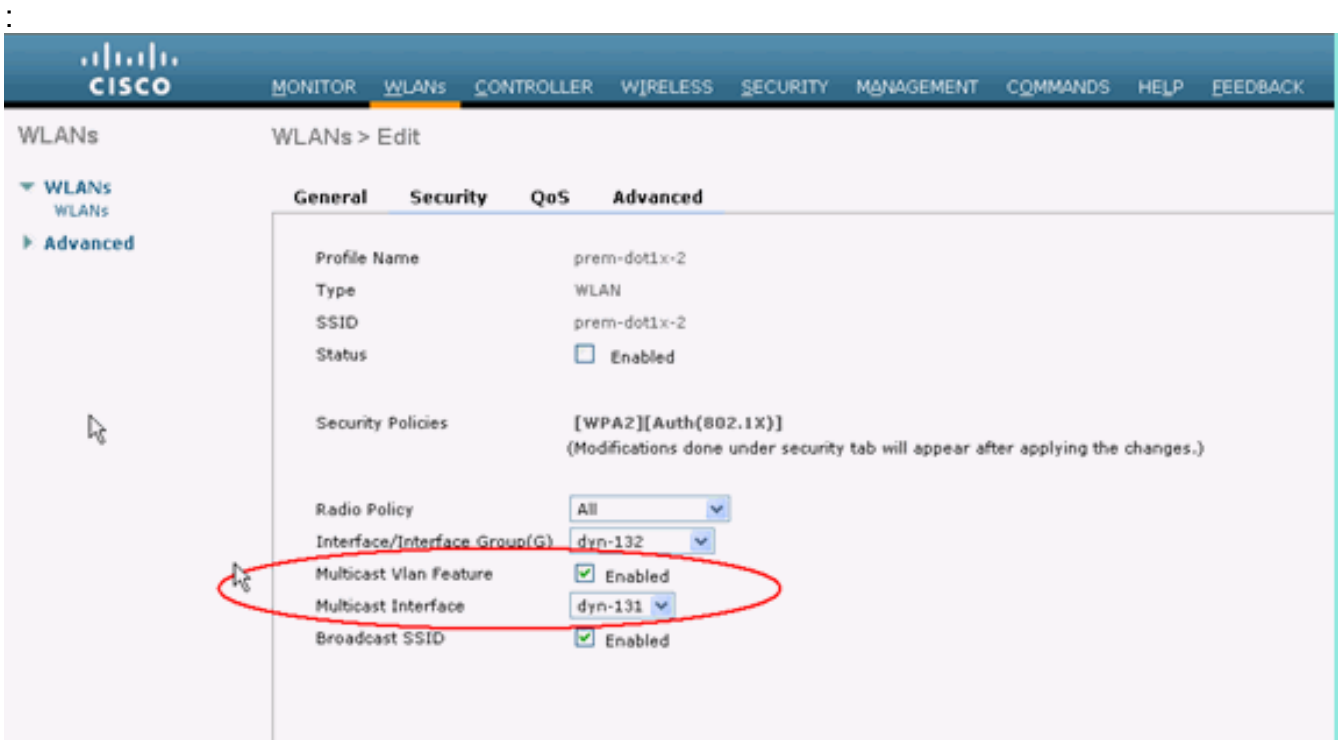 :
CISCO
MONITOR WLANs CONTROLLER WIRELESS SECURITY MANAGEMENT COMMANDS HELP FEEDBACK
WLANs
WLANs > Edit
WLANs
WLANs
Advanced
General Security QoS Advanced
Profile Name prem-dot1x-2
Type WLAN
SSID prem-dot1x-2
Status Enabled
Security Policies [WPA2][Auth(802.1X)]
(Modifications done under security tab will appear after applying the changes.)
Radio Policy All
Interface/Interface Group(G) dyn-132
Multicast Vlan Feature Enabled
Multicast Interface dyn-131
Broadcast SSID Enabled